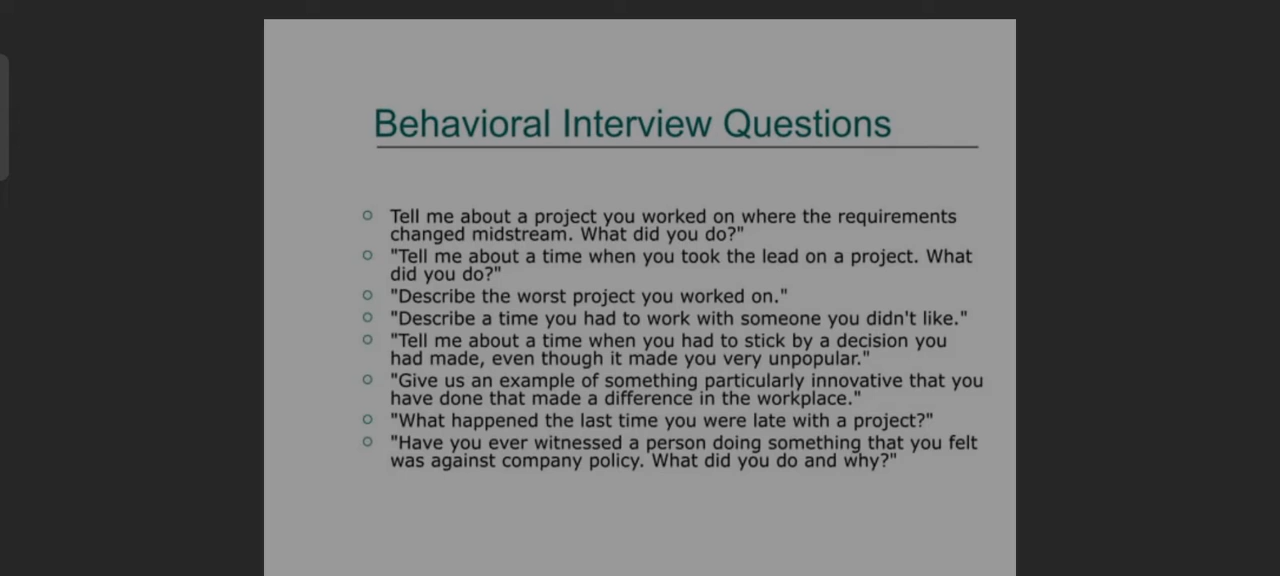 Behavioral Interview Questions
Tell me about a project you worked on where the requirements
changed midstream. What did you do?"
"Tell me about a time when you took the lead on a project. What
did you do?"
"Describe the worst project you worked on."
"Describe a time you had to work with someone you didn't like."
"Tell me about a time when you had to stick by a decision you
had made, even though it made you very unpopular."
"Give us an example of something particularly innovative that you
have done that made a difference in the workplace."
"What happened the last time you were late with a project?"
"Have you ever witnessed a person doing something that you felt
was against company policy. What did you do and why?"